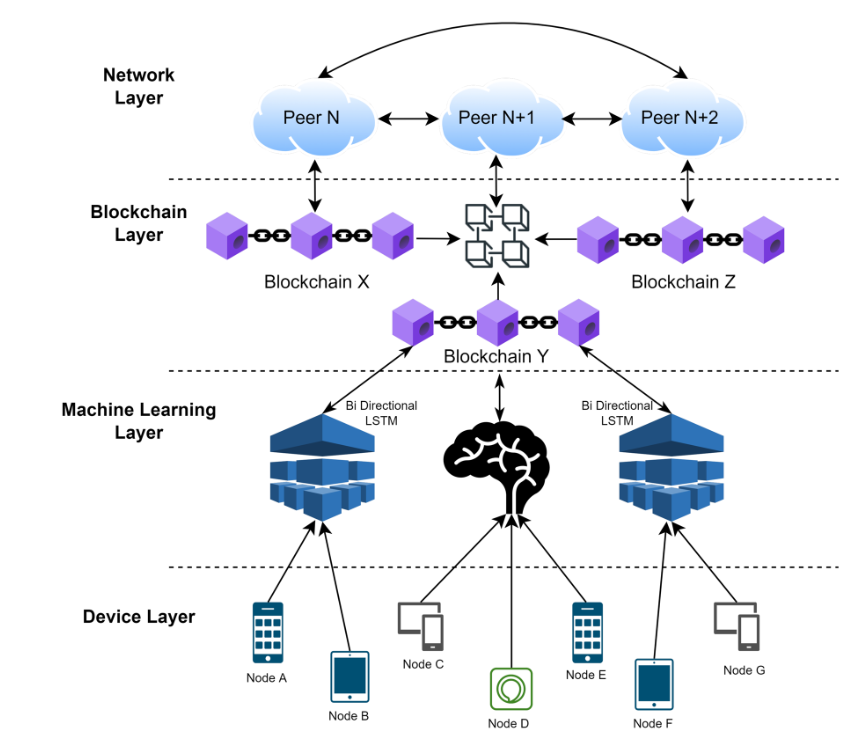 Network
Layer
Peer N
Peer N+1
Peer N+2
Blockchain
Layer
Blockchain X
Blockchain Z
Blockchain Y
Machine Learning
Layer
Bi Directional
LSTM
Bi Directional
LSTM
Device Layer
Node A
Node B
Node C
Node D
Node E
Node F
Node G